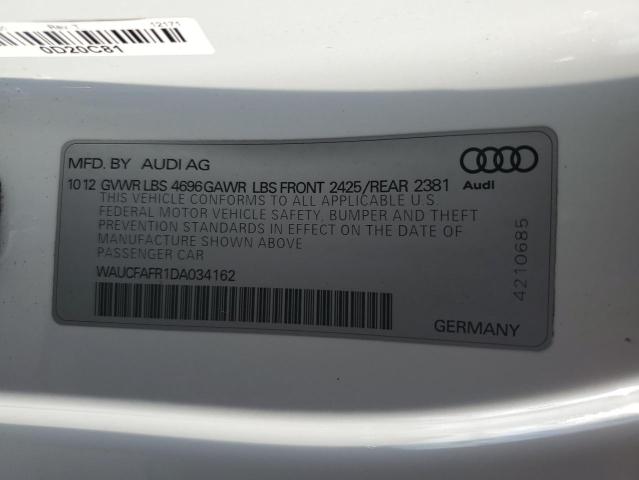 Rev T 12171
0D20C81
MFD. BY AUDI AG
10 12 GVWR LBS 4696 GAWR LBS FRONT 2425/REAR 2381
THIS VEHICLE CONFORMS TO ALL APPLICABLE U.S.
FEDERAL MOTOR VEHICLE SAFETY, BUMPER AND THEFT
PREVENTION STANDARDS IN EFFECT ON THE DATE OF
MANUFACTURE SHOWN ABOVE
PASSENGER CAR
WAUCFAFR1DA034162
Audi
4210685
GERMANY